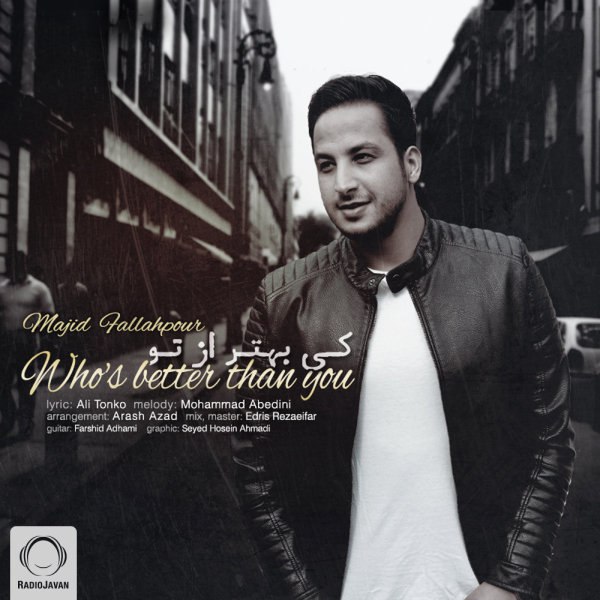 Majid Fallahpour
کی بهتر از تو
Who's better than you
lyric: Ali Tonko melody: Mohammad Abedini
arrangement: Arash Azad mix, master: Edris Rezaeifar
guitar: Farshid Adhami graphic: Seyed Hosein Ahmadi
RADIOJAVAN